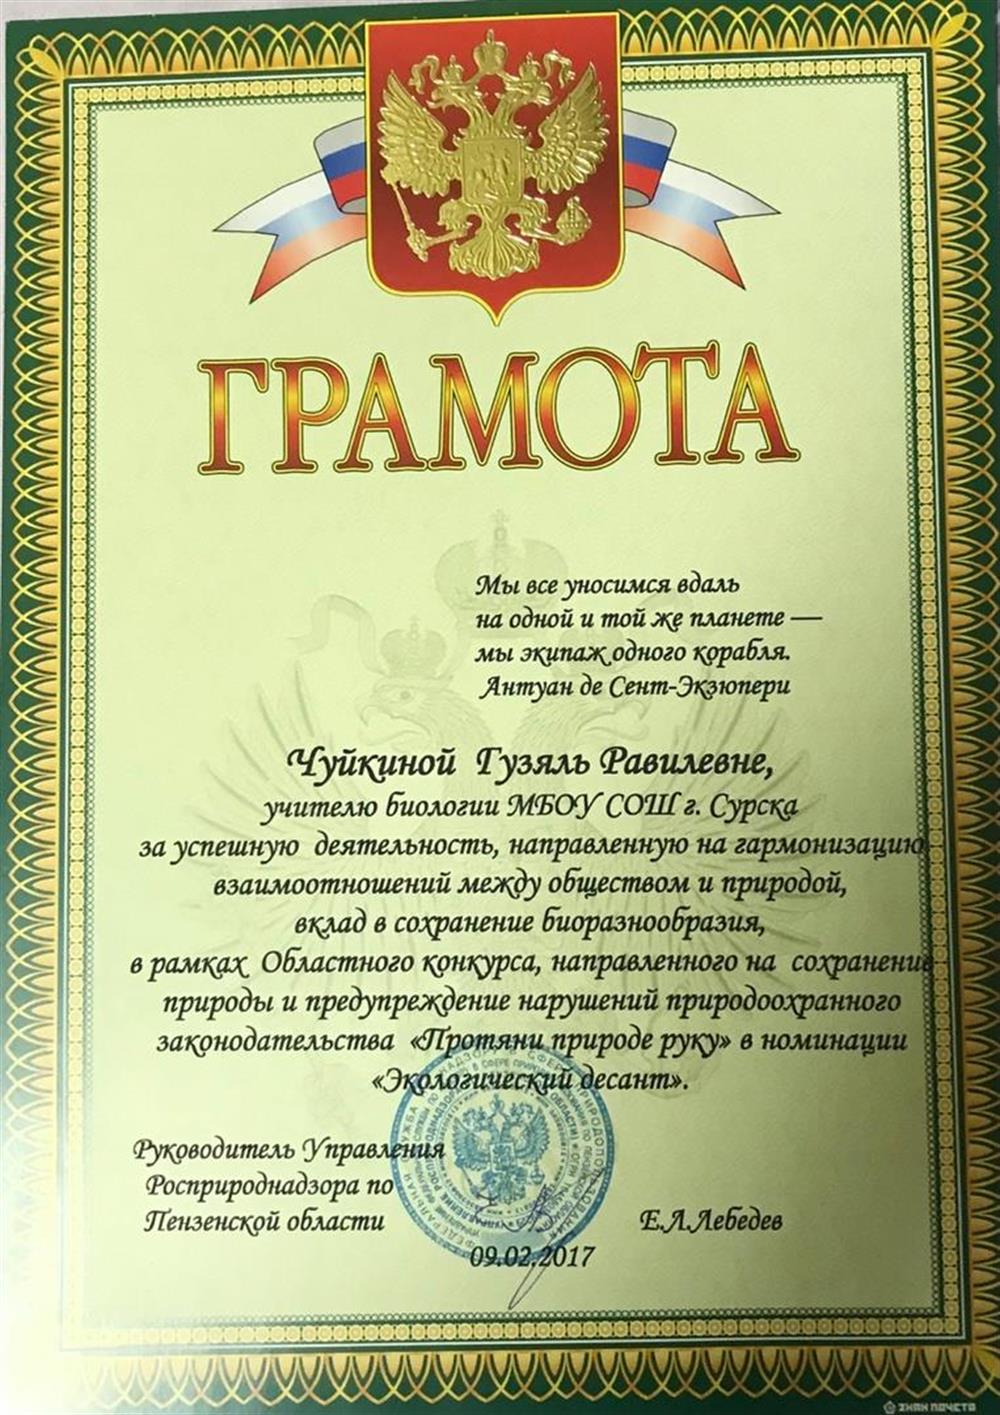 ГРАМОТА
Мы все уносимся вдаль
на одной и той же планете —
мы экипаж одного корабля.
Антуан де Сент-Экзюпери
Чуйкиной Гузяль Равилевне,
учителю биологии МБОУ СОШ г. Сурска
за успешную деятельность, направленную на гармонизацию
взаимоотношений между обществом и природой,
вклад в сохранение биоразнообразия,
в рамках Областного конкурса, направленного на сохранение
природы и предупреждение нарушений природоохранного
законодательства «Протяни природе руку» в номинации
«Экологический десант».
Руководитель Управления
Росприроднадзора по
Пензенской области
Е.Л.Лебедев
09.02.2017
ЗНАК ПОЧЕТА